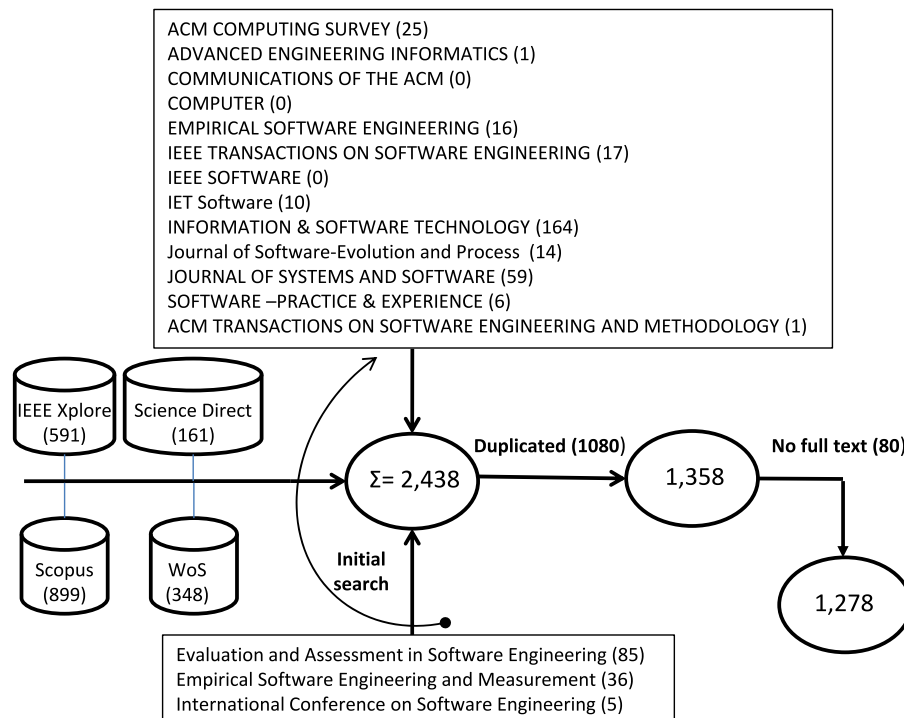 ACM COMPUTING SURVEY (25)
ADVANCED ENGINEERING INFORMATICS (1)
COMMUNICATIONS OF THE ACM (0)
COMPUTER (0)
EMPIRICAL SOFTWARE ENGINEERING (16)
IEEE TRANSACTIONS ON SOFTWARE ENGINEERING (17)
IEEE SOFTWARE (0)
IET Software (10)
INFORMATION & SOFTWARE TECHNOLOGY (164)
Journal of Software-Evolution and Process (14)
JOURNAL OF SYSTEMS AND SOFTWARE (59)
SOFTWARE –PRACTICE & EXPERIENCE (6)
ACM TRANSACTIONS ON SOFTWARE ENGINEERING AND METHODOLOGY (1)
IEEE Xplore
(591)
Science Direct
(161)
Scopus
(899)
WoS
(348)
Σ= 2,438
Duplicated (1080)
1,358
No full text (80)
1,278
Initial
search
Evaluation and Assessment in Software Engineering (85)
Empirical Software Engineering and Measurement (36)
International Conference on Software Engineering (5)